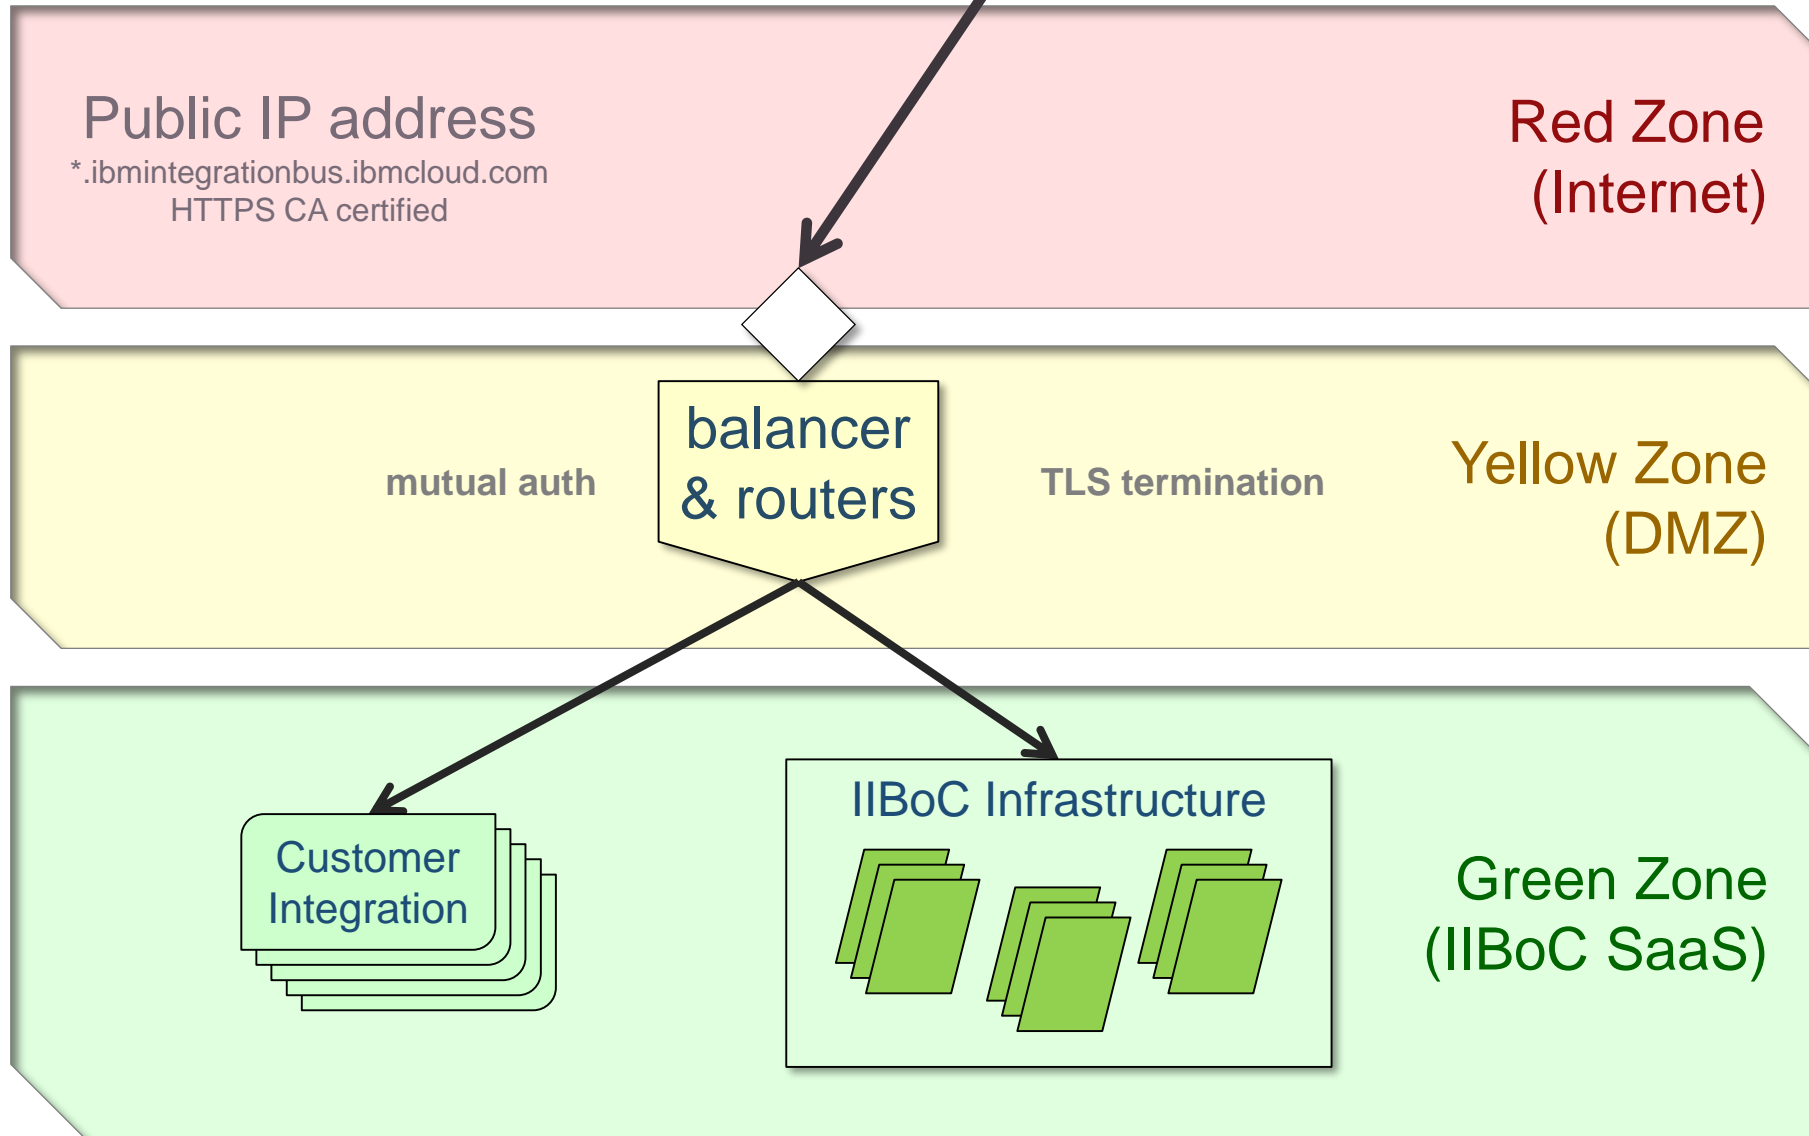 Public IP address
*.ibmintegrationbus.ibmcloud.com
HTTPS CA certified
Red Zone
(Internet)
balancer
& routers
mutual auth
TLS termination
Yellow Zone
(DMZ)
Customer
Integration
IIBoC Infrastructure
Green Zone
(IIBoC SaaS)